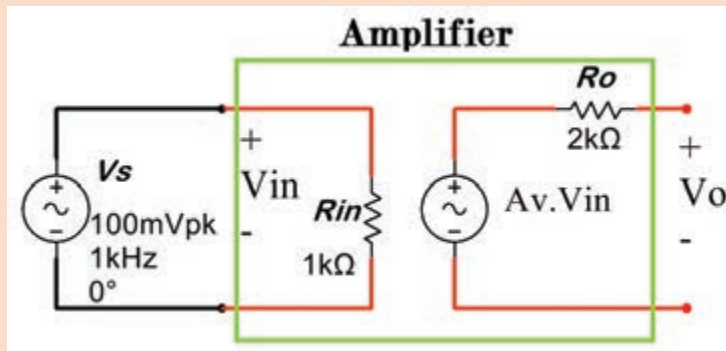 Amplifier
Ro
2kΩ
+
Vs
+
~
-
100mVpk
1kHz
0°
+
Vin
-
Rin
1kΩ
+
~
-
Av.Vin
+
Vo
-